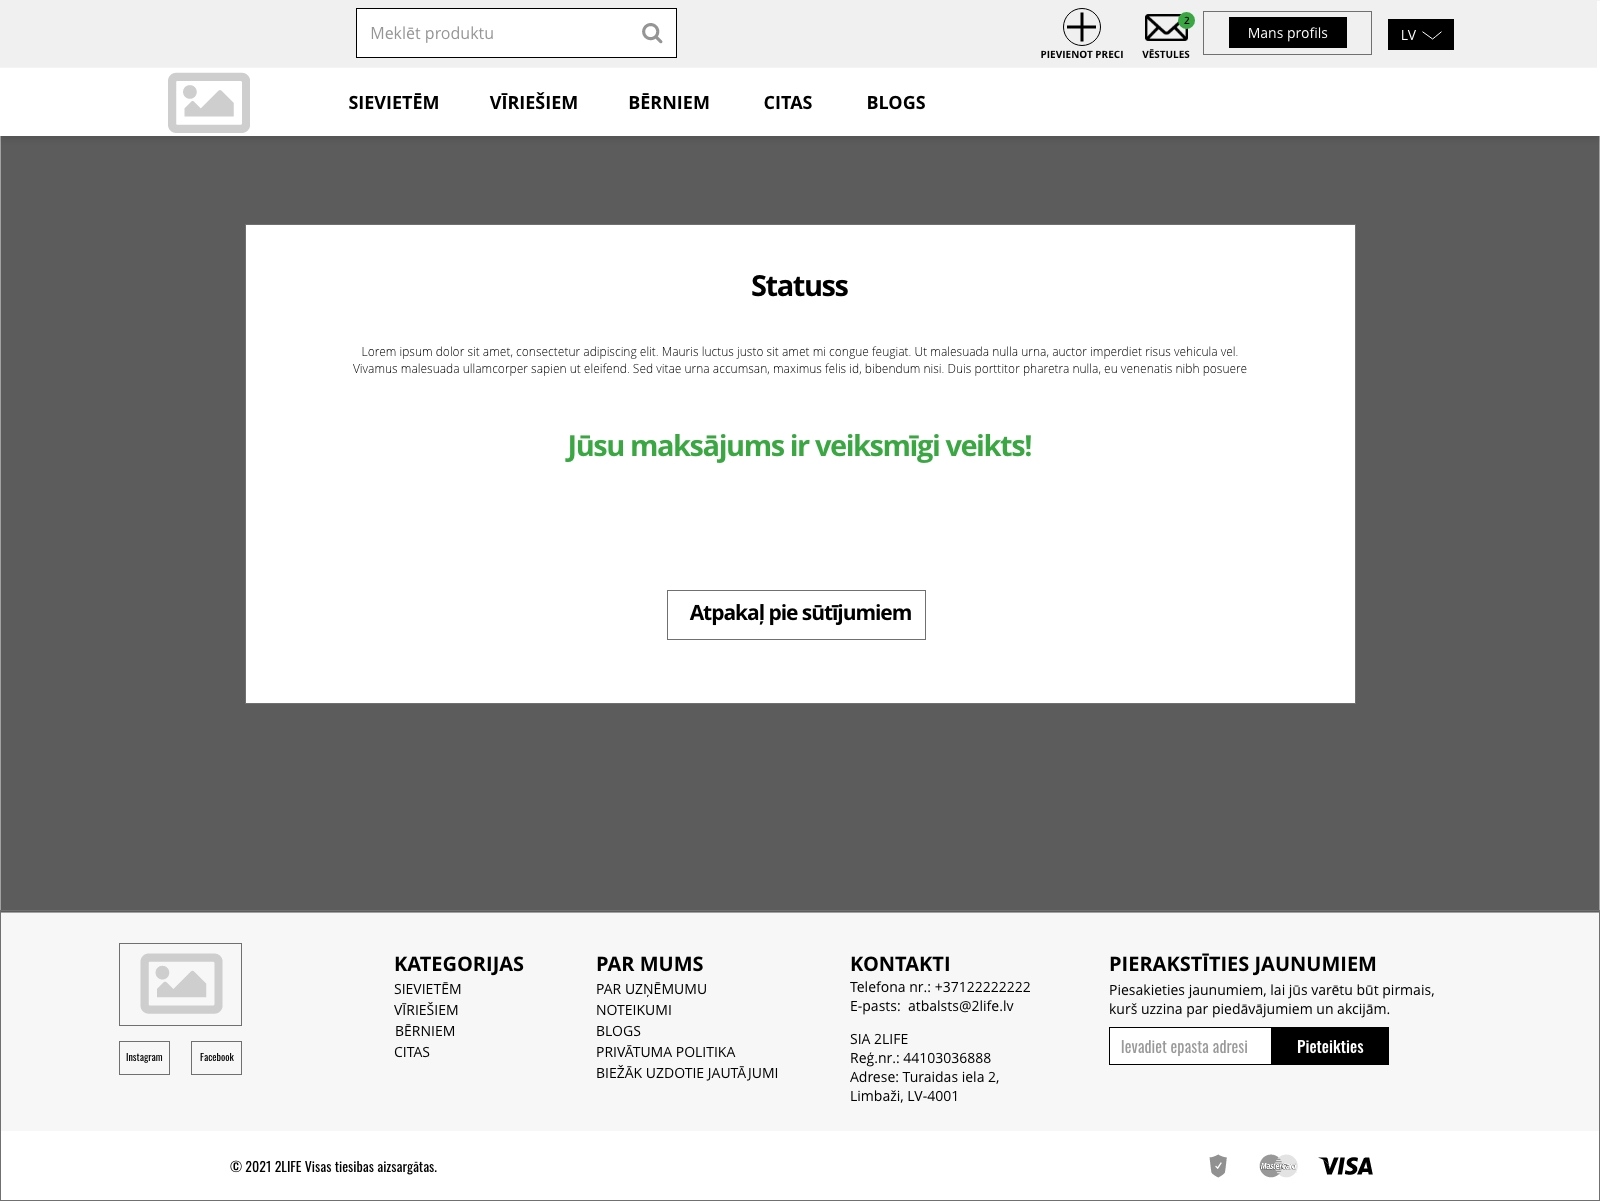 Meklēt produktu
PIEVIENOT PRECI
2
VĒSTULES
Mans profils
LV
SIEVIETĒM VĪRIEŠIEM BĒRNIEM CITAS BLOGS
Statuss
Lorem ipsum dolor sit amet, consectetur adipiscing elit. Mauris luctus justo sit amet mi congue feugiat. Ut malesuada nulla urna, auctor imperdiet risus vehicula vel.
Vivamus malesuada ullamcorper sapien ut eleifend. Sed vitae urna accumsan, maximus felis id, bibendum nisi. Duis porttitor pharetra nulla, eu venenatis nibh posuere
Jūsu maksājums ir veiksmīgi veikts!
Atpakaļ pie sūtījumiem
Instagram
Facebook
KATEGORIJAS
SIEVIETĒM
VĪRIEŠIEM
BĒRNIEM
CITAS
PAR MUMS
PAR UZŅĒMUMU
NOTEIKUMI
BLOGS
PRIVĀTUMA POLITIKA
BIEŽĀK UZDOTIE JAUTĀJUMI
KONTAKTI
Telefona nr.: +37122222222
E-pasts: atbalsts@2life.lv
SIA 2LIFE
Reģ.nr.: 44103036888
Adrese: Turaidas iela 2,
Limbaži, LV-4001
PIERAKSTĪTIES JAUNUMIEM
Piesakieties jaunumiem, lai jūs varētu būt pirmais,
kurš uzzina par piedāvājumiem un akcijām.
Ievadiet epasta adresi
Pieteikties
© 2021 2LIFE Visas tiesibas aizsargātas.
MasterCard
VISA